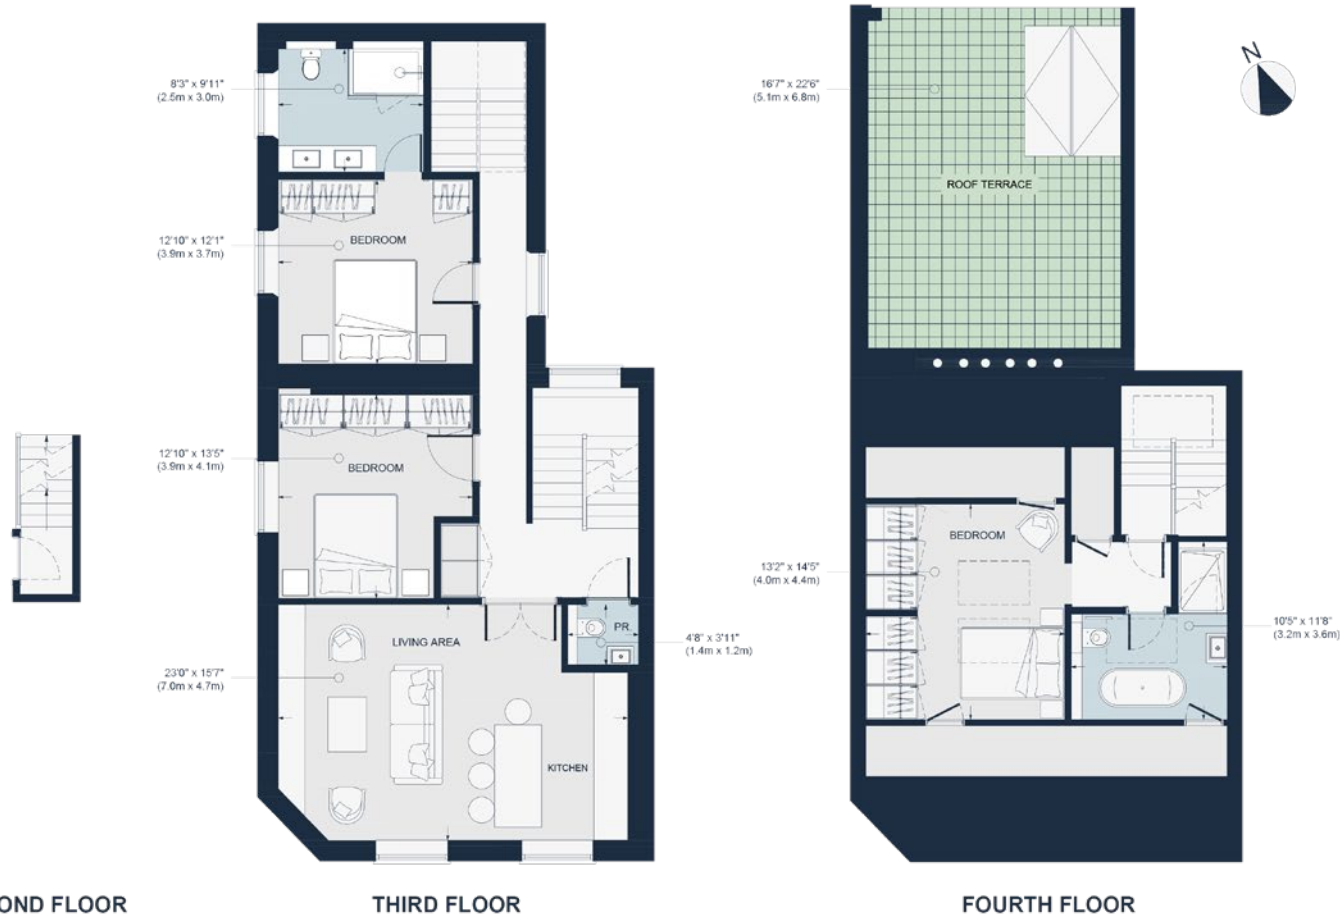 8'3" x 9'11"
(2.5m x 3.0m)
12'10" x 12'1"
(3.9m x 3.7m)
BEDROOM
12'10" x 13'5"
(3.9m x 4.1m)
BEDROOM
LIVING AREA
23'0" x 15'7"
(7.0m x 4.7m)
KITCHEN
PR.
4'8" x 3'11"
(1.4m x 1.2m)
16'7" x 22'6"
(5.1m x 6.8m)
ROOF TERRACE
N
BEDROOM
13'2" x 14'5"
(4.0m x 4.4m)
10'5" x 11'8"
(3.2m x 3.6m)
OND FLOOR
THIRD FLOOR
FOURTH FLOOR